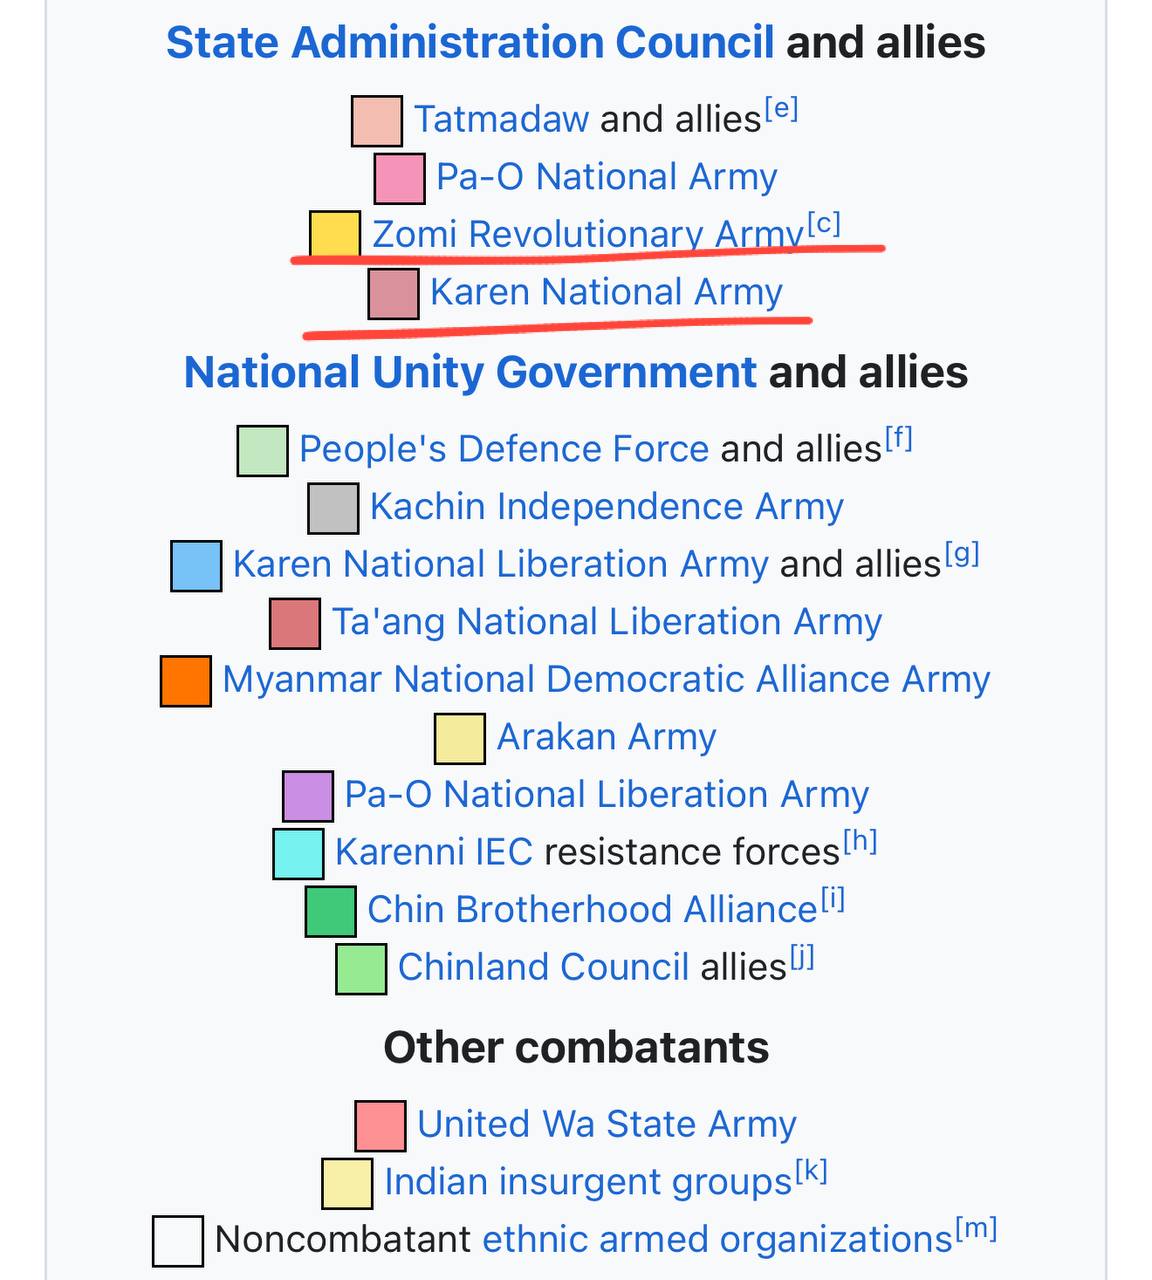 State Administration Council and allies
Tatmadaw and allies[e]
Pa-O National Army
Zomi Revolutionary Army[c]
Karen National Army
National Unity Government and allies
People's Defence Force and allies[f]
Kachin Independence Army
Karen National Liberation Army and allies[g]
Ta'ang National Liberation Army
Myanmar National Democratic Alliance Army
Arakan Army
Pa-O National Liberation Army
Karenni IEC resistance forces[h]
Chin Brotherhood Alliance[i]
Chinland Council allies[j]
Other combatants
United Wa State Army
Indian insurgent groups[k]
Noncombatant ethnic armed organizations[m]